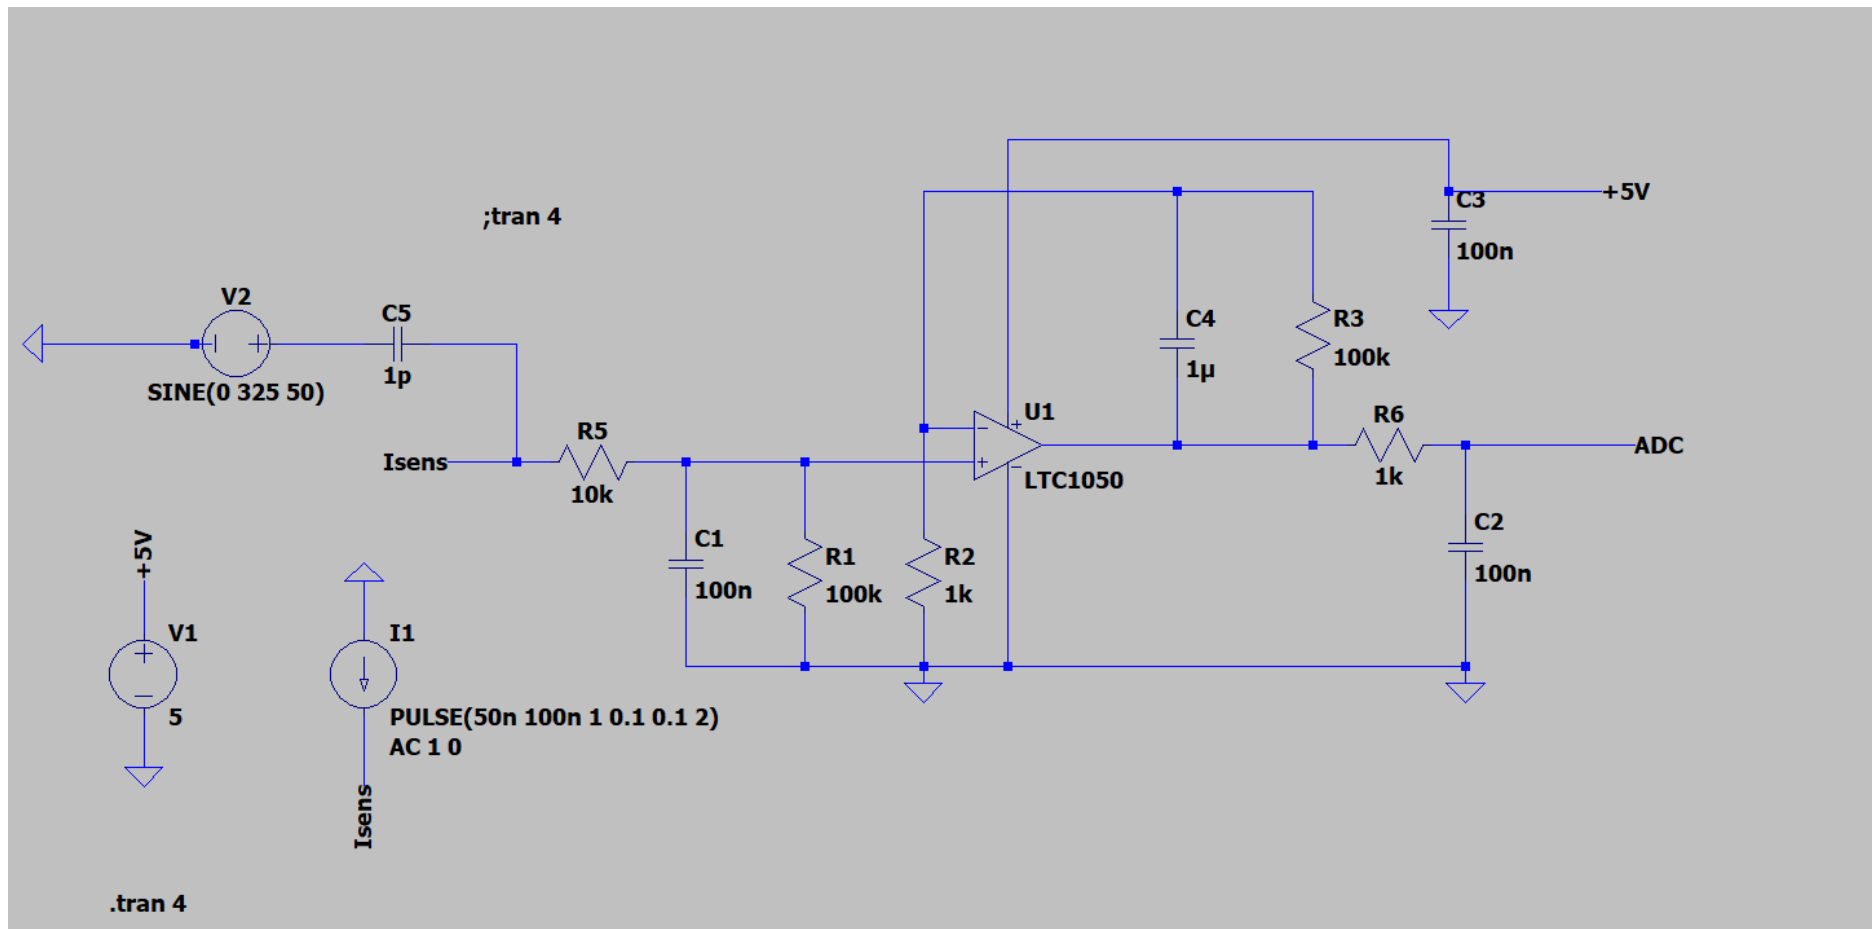 ;tran 4
V2
SINE(0 325 50)
C5
1p
Isens
R5
10k
C1
100n
R1
100k
R2
1k
U1
LTC1050
C4
1µ
R3
100k
C3
100n
+5V
R6
1k
ADC
C2
100n
+5V
V1
5
I1
PULSE(50n 100n 1 0.1 0.1 2)
AC 1 0
Isens
.tran 4